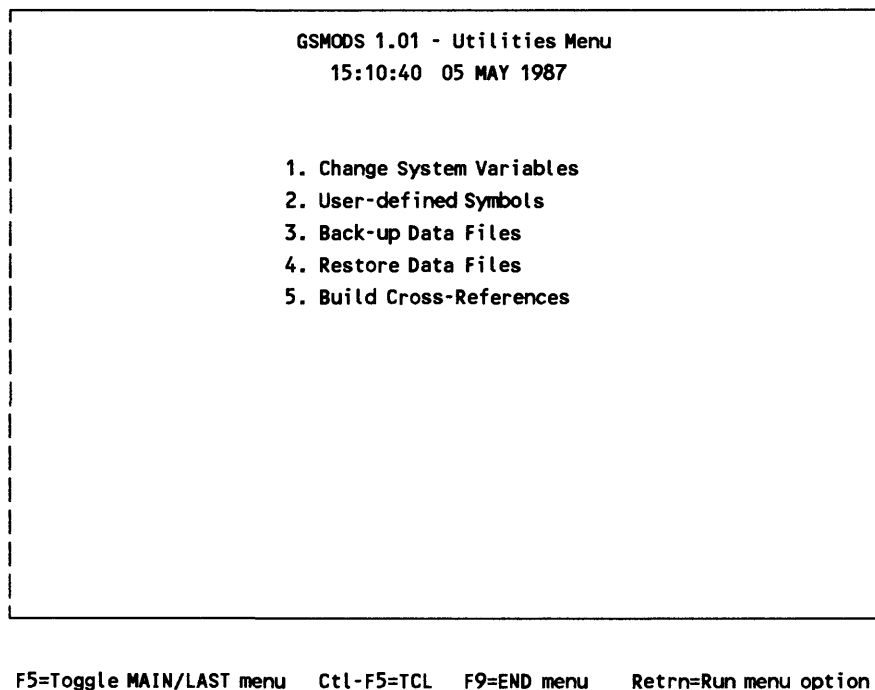 GSMODS 1.01 - Utilities Menu
15:10:40 05 MAY 1987
1. Change System Variables
2. User-defined Symbols
3. Back-up Data Files
4. Restore Data Files
5. Build Cross-References
F5=Toggle MAIN/LAST menu Ctl-F5=TCL F9=END menu Retrn=Run menu option